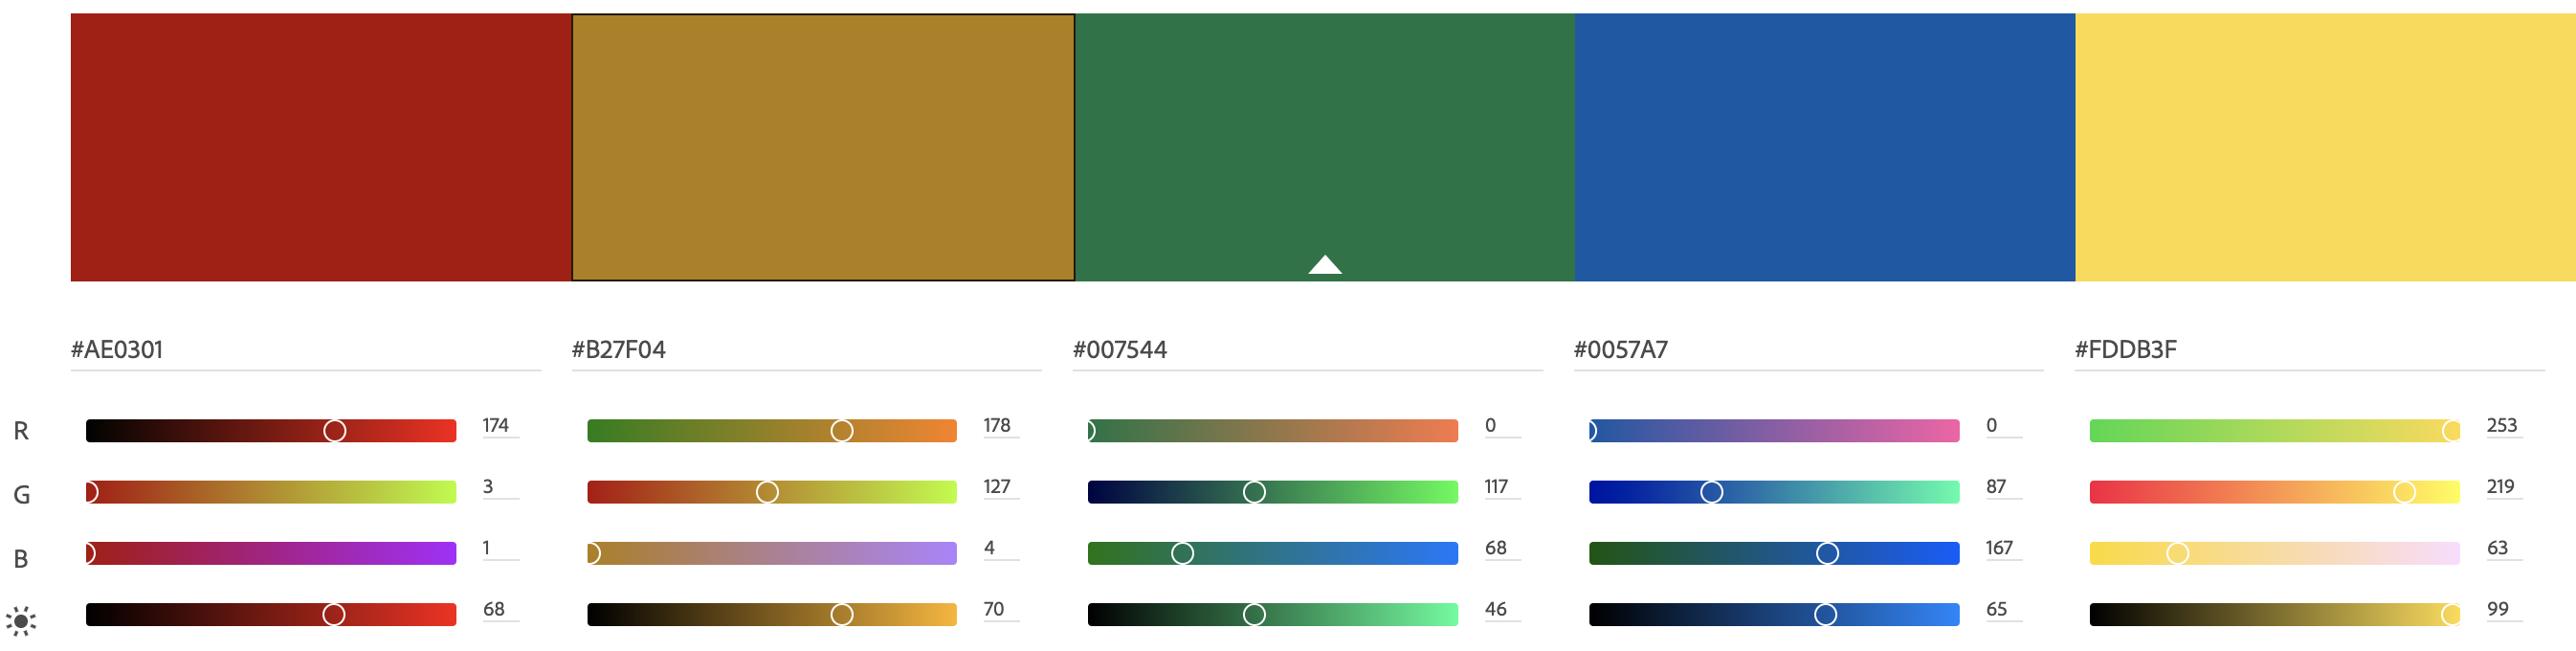 #AE0301 #B27F04 #007544 #0057A7 #FDDB3F
R 174 178 0 0 253
G 3 127 117 87 219
B 1 4 68 167 63
68 70 46 65 99